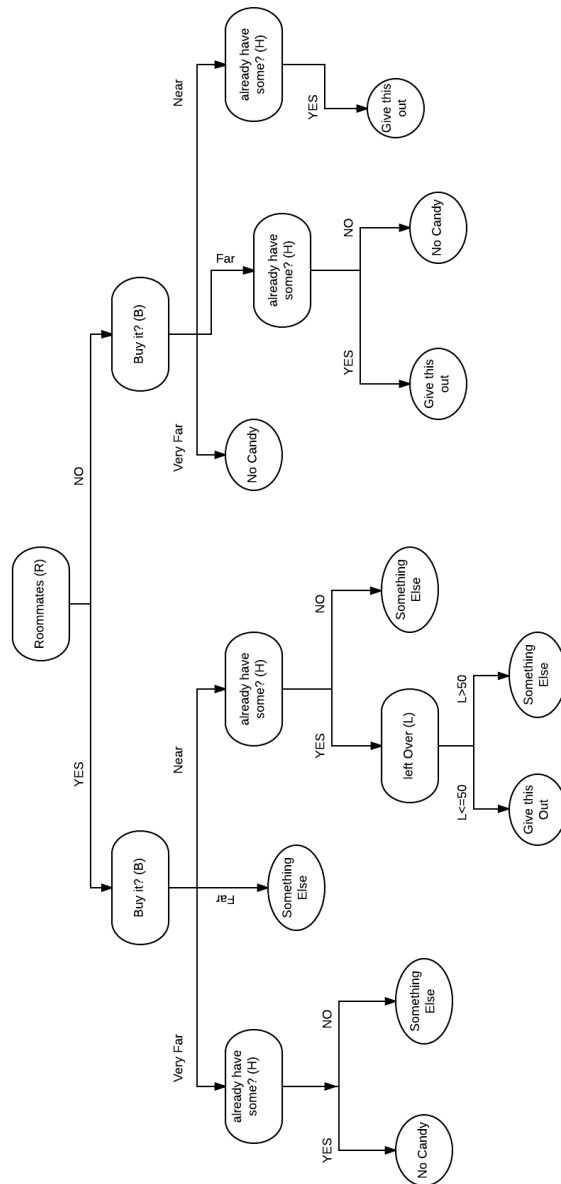 Roommates (R)
YES
NO
Buy it? (B)
Buy it? (B)
Very Far
Far
Near
Very Far
Far
Near
already have
some? (H)
Something
Else
already have
some? (H)
No Candy
already have
some? (H)
already have
some? (H)
YES
NO
YES
NO
YES
NO
YES
No Candy
Something
Else
left Over (L)
Something
Else
Give this
out
No Candy
Give this
out
L<=50
L>50
Give this
Out
Something
Else